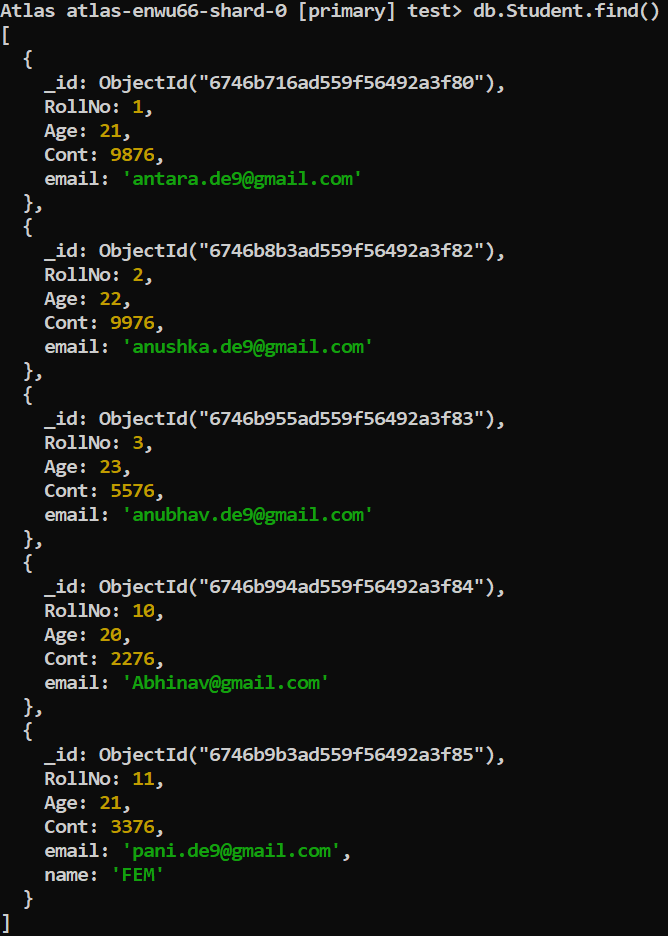 Atlas atlas-enwu66-shard-0 [primary] test> db.Student.find()
[
  {
    _id: ObjectId("6746b716ad559f56492a3f80"),
    RollNo: 1,
    Age: 21,
    Cont: 9876,
    email: 'antara.de9@gmail.com'
  },
  {
    _id: ObjectId("6746b8b3ad559f56492a3f82"),
    RollNo: 2,
    Age: 22,
    Cont: 9976,
    email: 'anushka.de9@gmail.com'
  },
  {
    _id: ObjectId("6746b955ad559f56492a3f83"),
    RollNo: 3,
    Age: 23,
    Cont: 5576,
    email: 'anubhav.de9@gmail.com'
  },
  {
    _id: ObjectId("6746b994ad559f56492a3f84"),
    RollNo: 10,
    Age: 20,
    Cont: 2276,
    email: 'Abhinav@gmail.com'
  },
  {
    _id: ObjectId("6746b9b3ad559f56492a3f85"),
    RollNo: 11,
    Age: 21,
    Cont: 3376,
    email: 'pani.de9@gmail.com',
    name: 'FEM'
  }
]